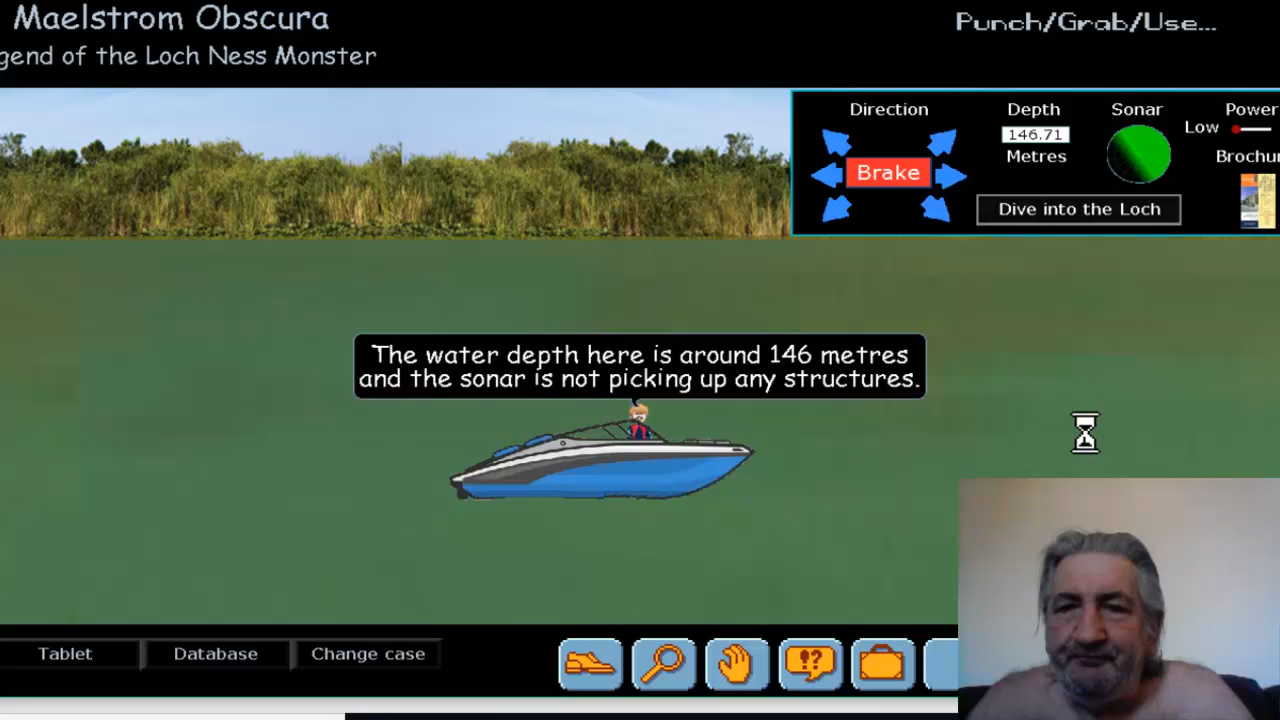 Maelstrom Obscura
Punch/Grab/Use...
gend of the Loch Ness Monster
Direction
Depth
Sonar
Power
146.71
Low
Metres
Brochur
Brake
Dive into the Loch
The water depth here is around 146 metres
and the sonar is not picking up any structures.
Tablet
Database
Change case
!?